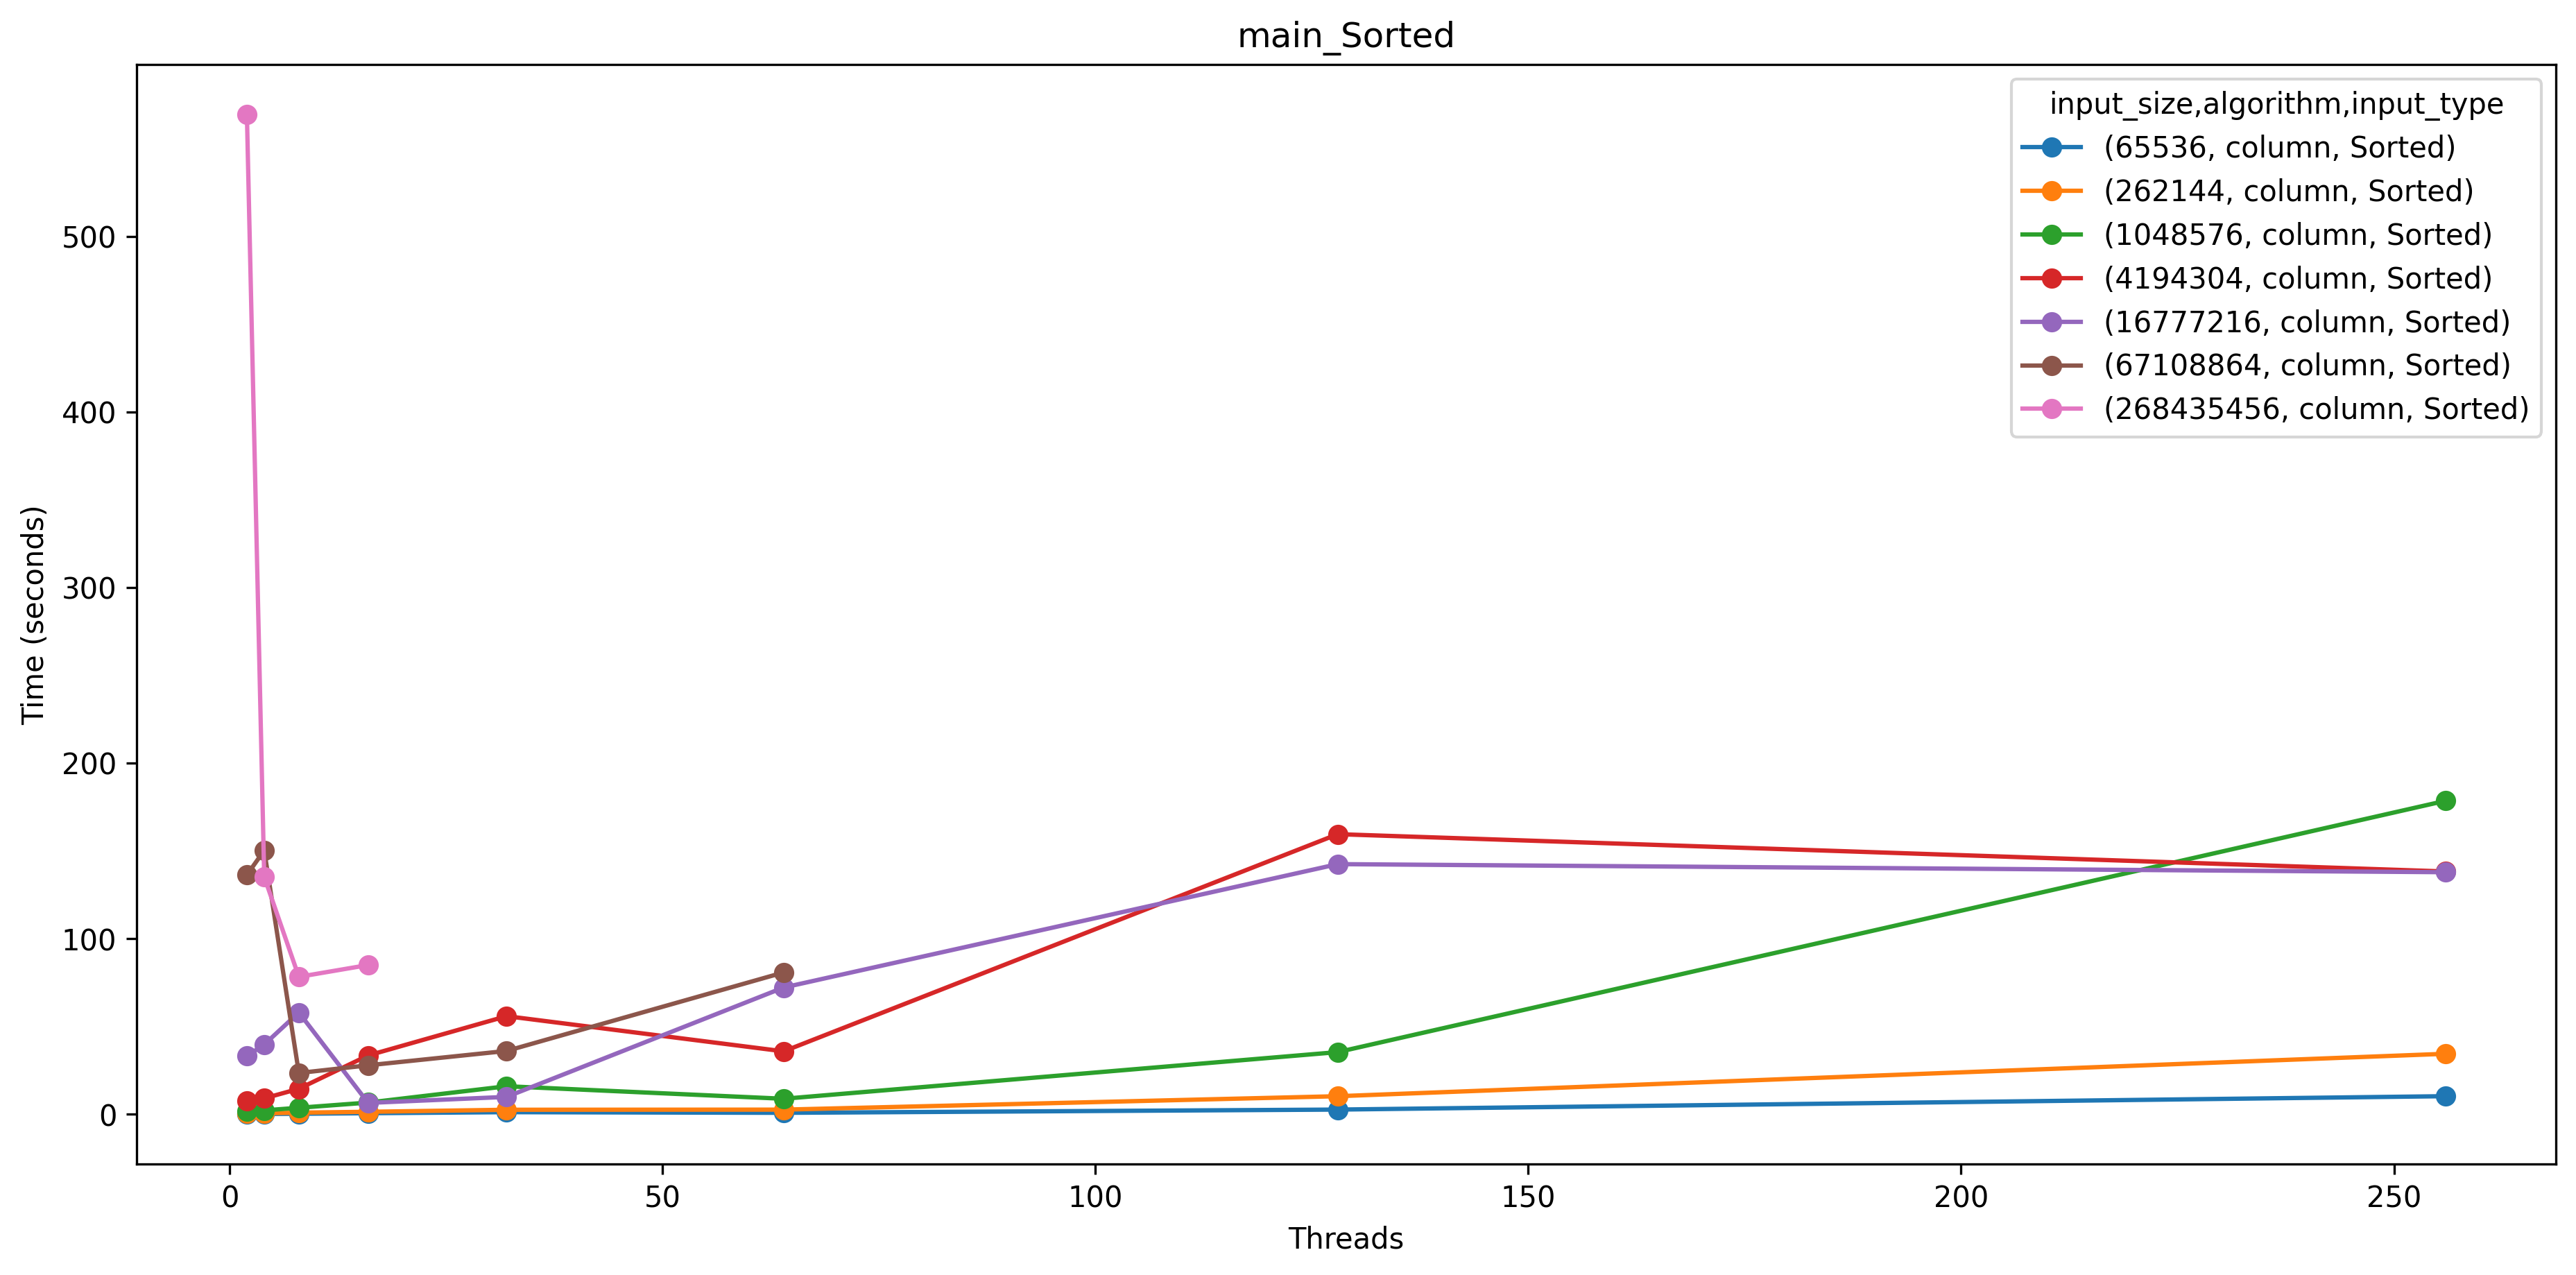 main_Sorted
input_size,algorithm,input_type
(65536, column, Sorted)
(262144, column, Sorted)
(1048576, column, Sorted)
(4194304, column, Sorted)
(16777216, column, Sorted)
(67108864, column, Sorted)
(268435456, column, Sorted)
Time (seconds)
500
400
300
200
100
0
0 50 100 150 200 250
Threads